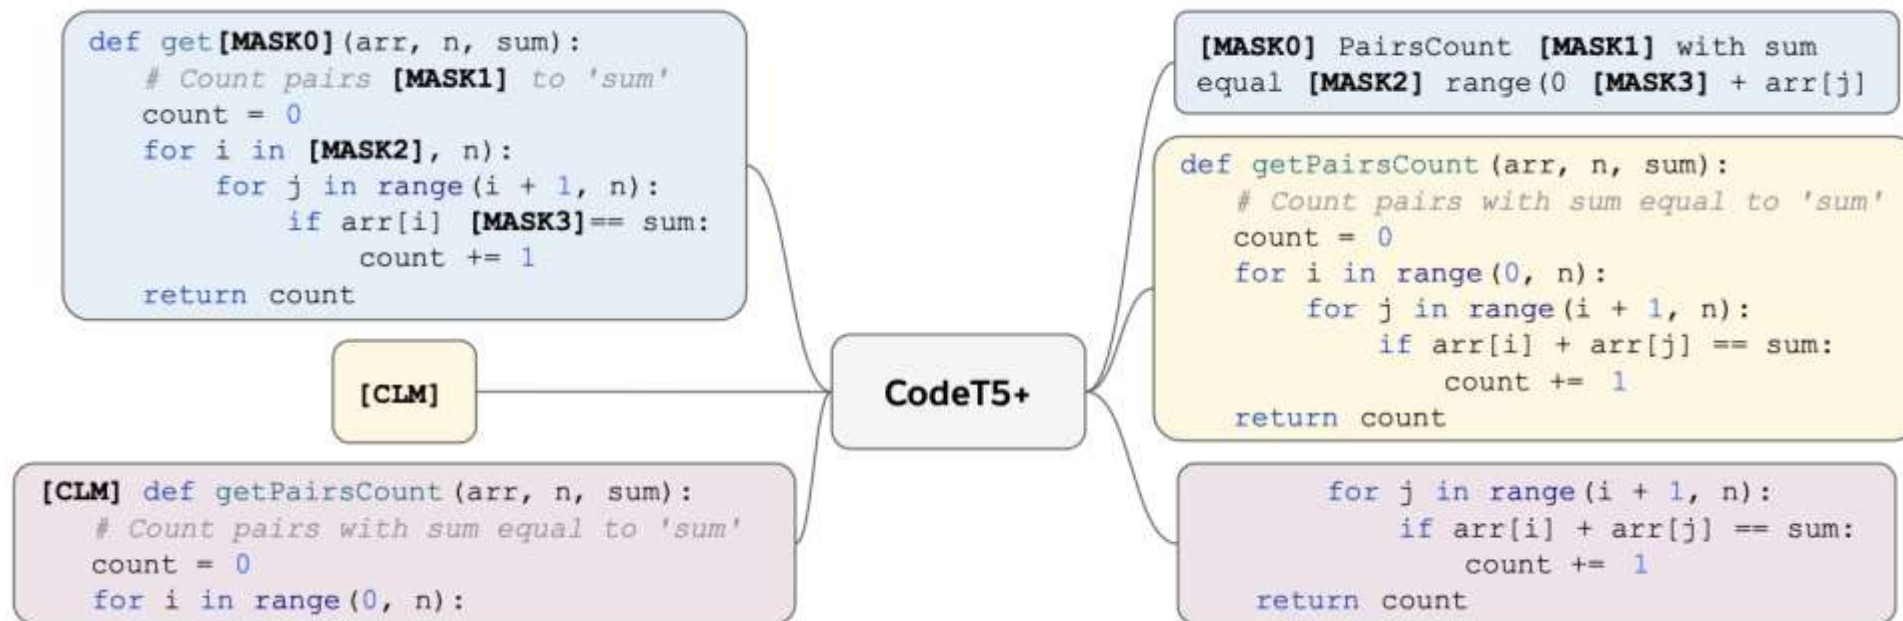 def get[MASK0](arr, n, sum):
# Count pairs [MASK1] to 'sum'
count = 0
for i in [MASK2], n):
for j in range(i + 1, n):
if arr[i] [MASK3]== sum:
count += 1
return count
[CLM]
[CLM] def getPairsCount(arr, n, sum):
# Count pairs with sum equal to 'sum'
count = 0
for i in range(0, n):
CodeT5+
[MASK0] PairsCount [MASK1] with sum
equal [MASK2] range(0 [MASK3] + arr[j]
def getPairsCount(arr, n, sum):
# Count pairs with sum equal to 'sum'
count = 0
for i in range(0, n):
for j in range(i + 1, n):
if arr[i] + arr[j] == sum:
count += 1
return count
for j in range(i + 1, n):
if arr[i] + arr[j] == sum:
count += 1
return count